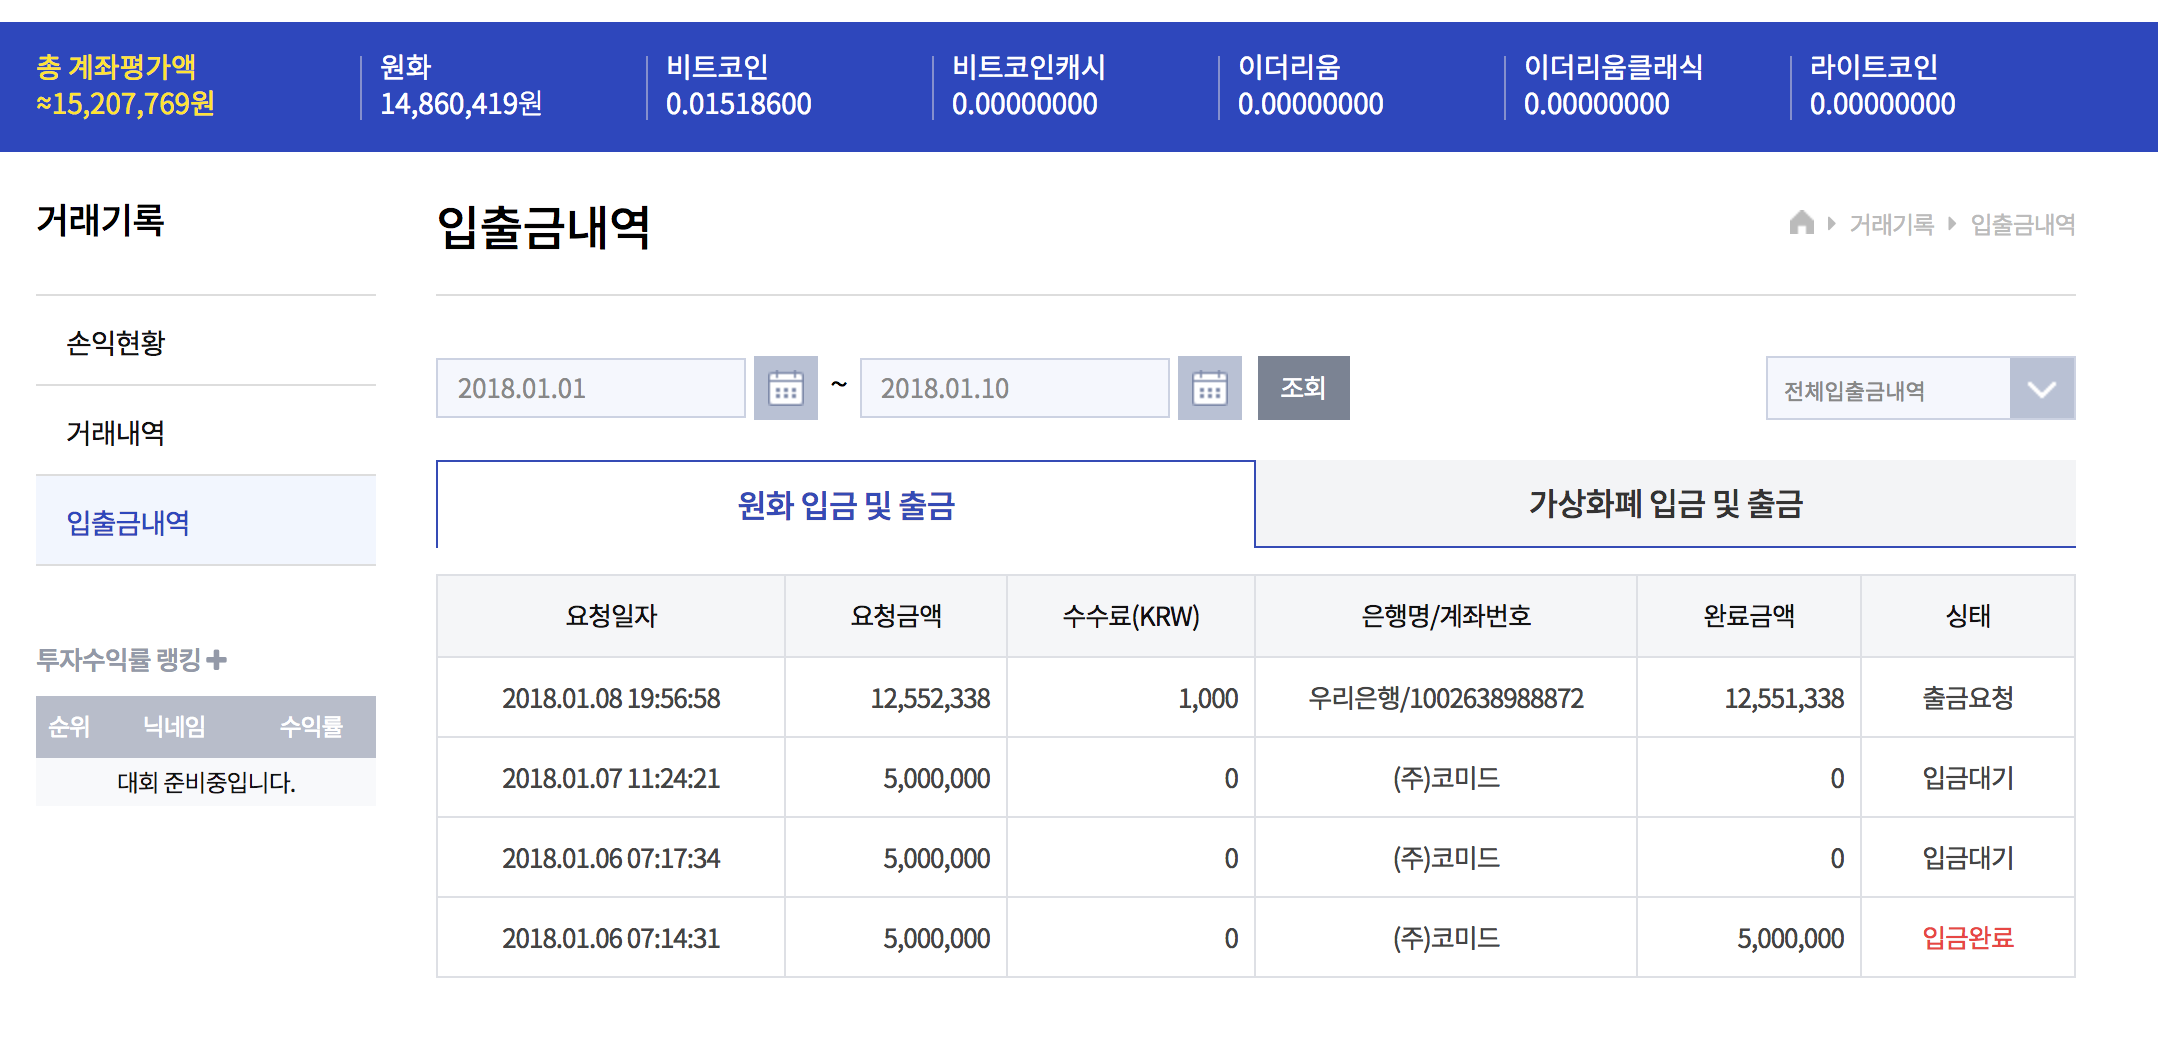 총 계좌평가액 원화 비트코인 비트코인캐시 이더리움 이더리움클래식 라이트코인
≈15,207,769원 14,860,419원 0.01518600 0.00000000 0.00000000 0.00000000 0.00000000
거래기록
손익현황
거래내역
입출금내역
투자수익률 랭킹
순위 닉네임 수익률
대회 준비중입니다.
입출금내역
거래기록 입출금내역
2018.01.01 ~ 2018.01.10 조회 전체입출금내역
원화 입금 및 출금 가상화폐 입금 및 출금
요청일자 요청금액 수수료(KRW) 은행명/계좌번호 완료금액 싱태
2018.01.08 19:56:58 12,552,338 1,000 우리은행/1002638988872 12,551,338 출금요청
2018.01.07 11:24:21 5,000,000 0 (주)코미드 0 입금대기
2018.01.06 07:17:34 5,000,000 0 (주)코미드 0 입금대기
2018.01.06 07:14:31 5,000,000 0 (주)코미드 5,000,000 입금완료